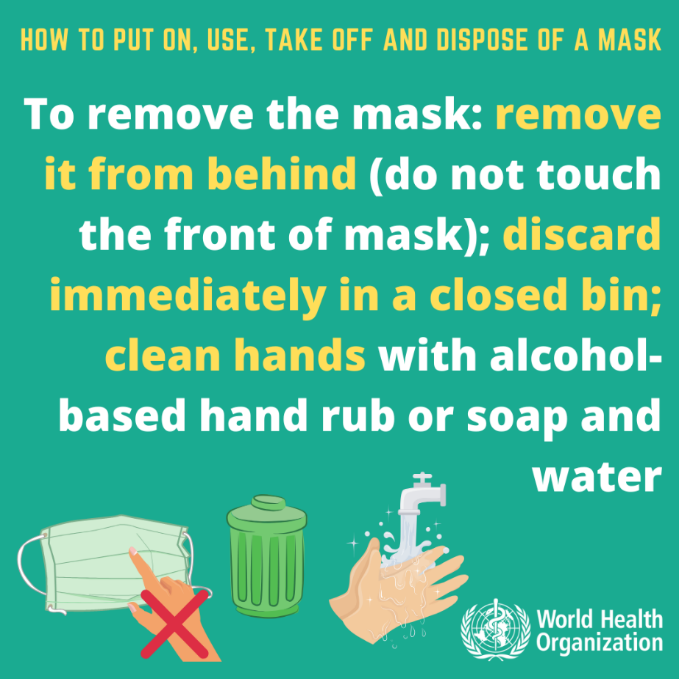 HOW TO PUT ON, USE, TAKE OFF AND DISPOSE OF A MASK
To remove the mask: remove
it from behind (do not touch
the front of mask); discard
immediately in a closed bin;
clean hands with alcohol-
based hand rub or soap and
water
World Health
Organization